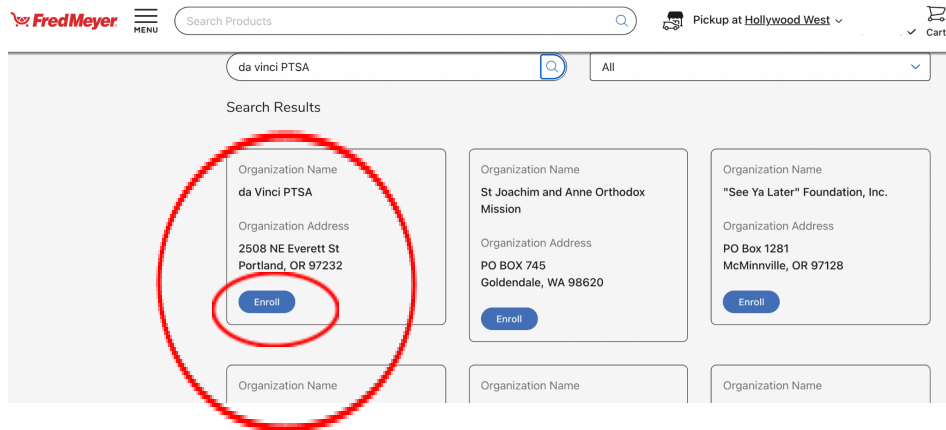 Fred Meyer
MENU
Search Products
Pickup at Hollywood West
Cart
da vinci PTSA
All
Search Results
Organization Name
da Vinci PTSA
Organization Address
2508 NE Everett St
Portland, OR 97232
Enroll
Organization Name
St Joachim and Anne Orthodox
Mission
Organization Address
PO BOX 745
Goldendale, WA 98620
Enroll
Organization Name
"See Ya Later" Foundation, Inc.
Organization Address
PO Box 1281
McMinnville, OR 97128
Enroll
Organization Name
Organization Name
Organization Name